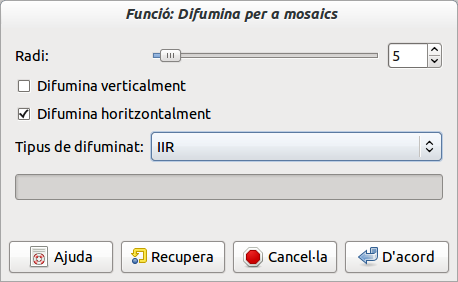 Funció: Difumina per a mosaics
Radi: 5
Difumina verticalment
Difumina horitzontalment
Tipus de difuminat: IIR
Ajuda Recupera Cancel·la D'acord